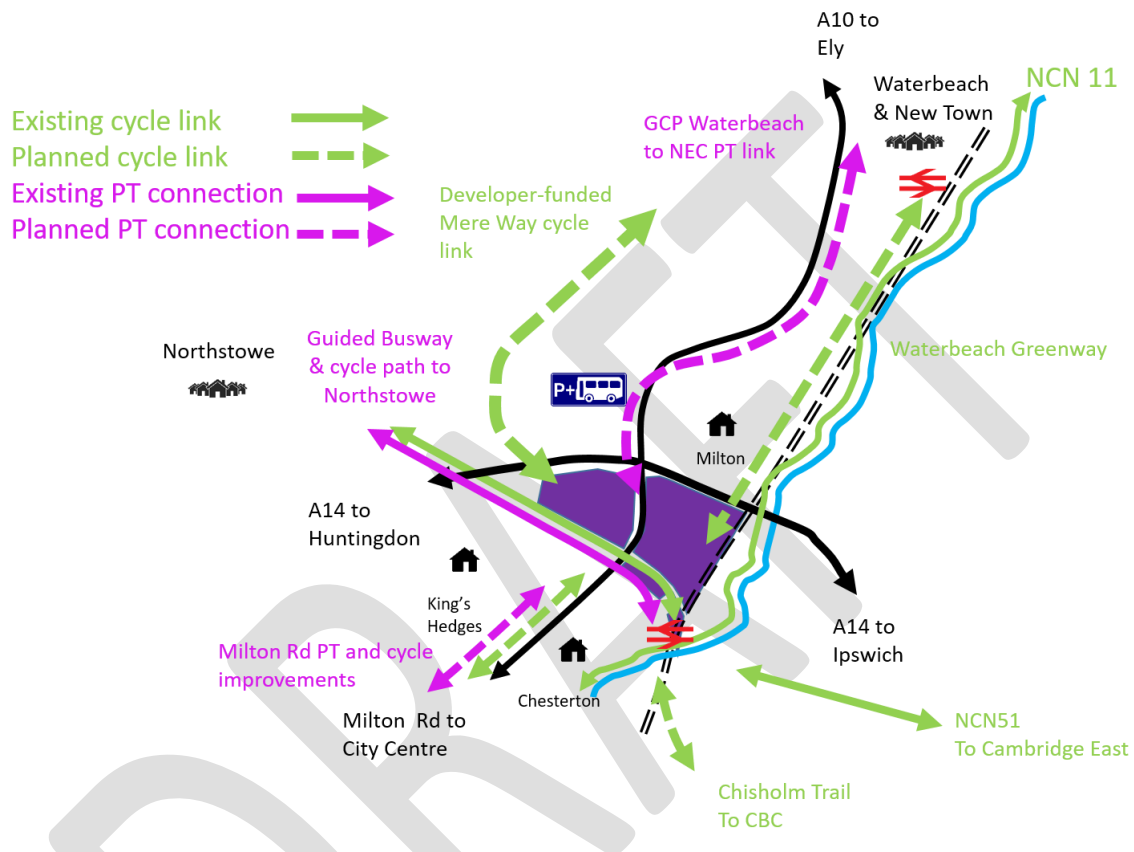 A10 to
Ely
Waterbeach
& New Town
NCN 11
Existing cycle link
Planned cycle link
Existing PT connection
Planned PT connection
GCP Waterbeach
to NEC PT link
Developer-funded
Mere Way cycle
link
Northstowe
Guided Busway
& cycle path to
Northstowe
P+
Waterbeach Greenway
Milton
A14 to
Huntingdon
King's
Hedges
A14 to
Ipswich
Milton Rd PT and cycle
improvements
Chesterton
Milton Rd to
City Centre
NCN51
To Cambridge East
Chisholm Trail
To CBC
DRAFT